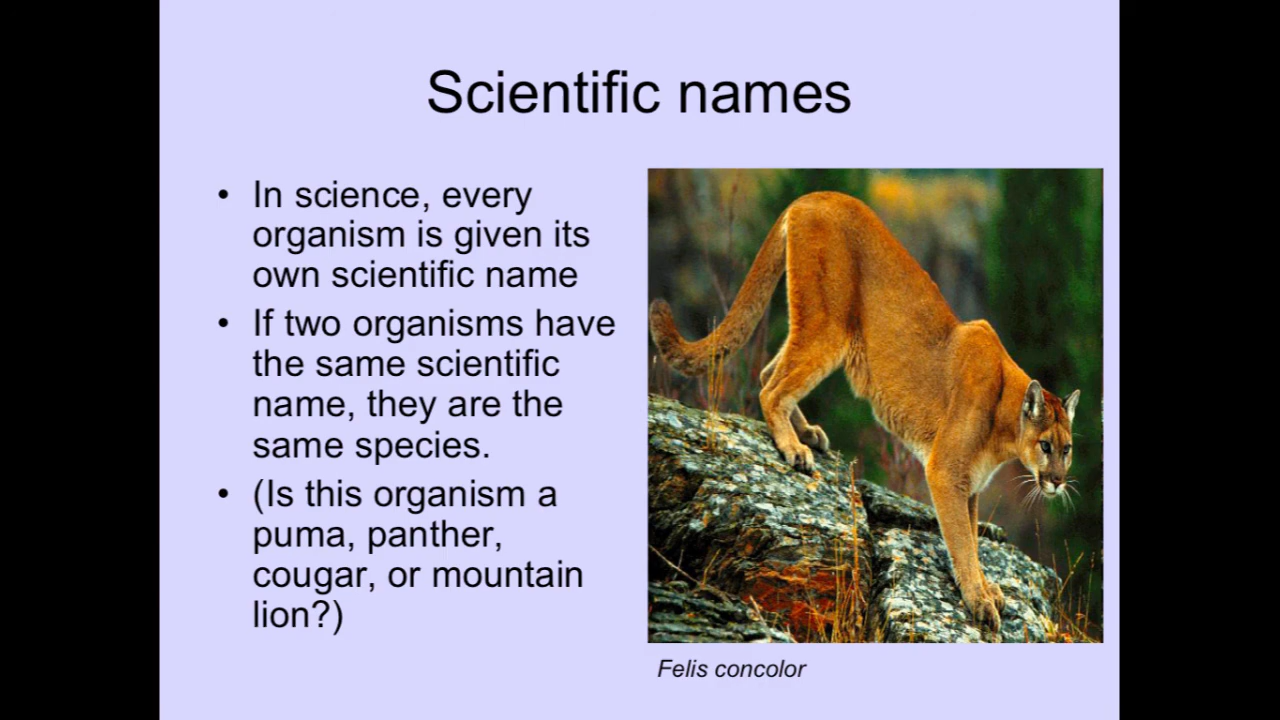 Scientific names
• In science, every
organism is given its
own scientific name
• If two organisms have
the same scientific
name, they are the
same species.
• (Is this organism a
puma, panther,
cougar, or mountain
lion?)
Felis concolor